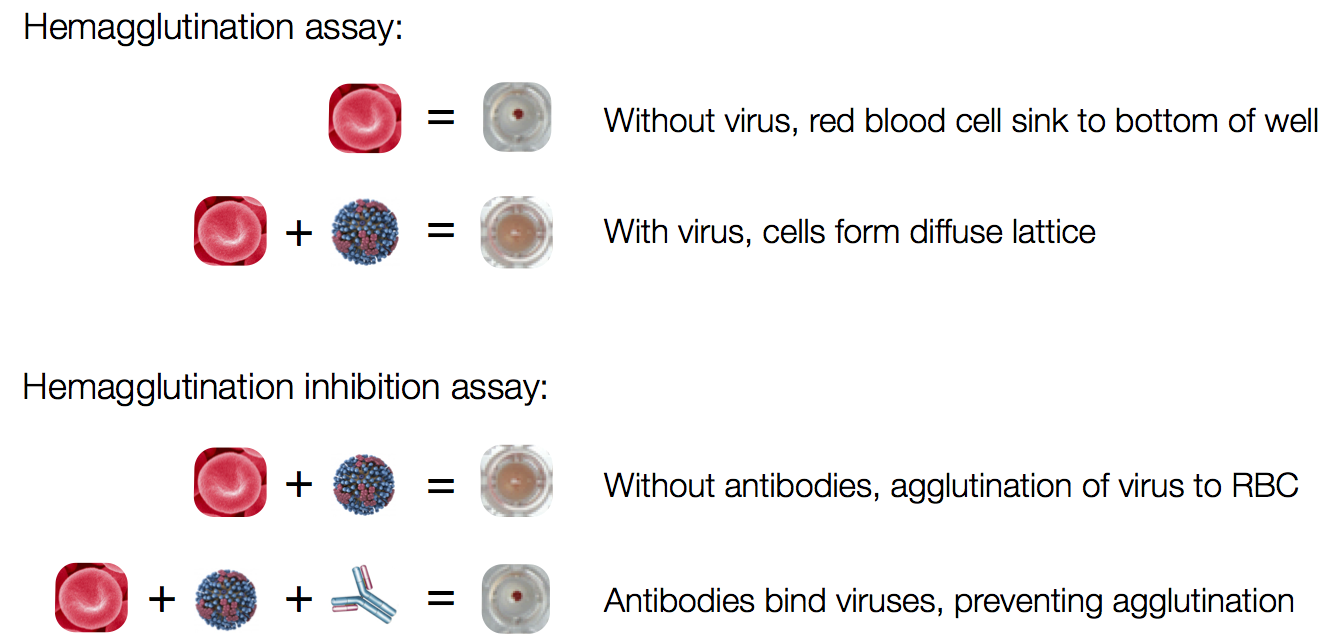 Hemagglutination assay:
= Without virus, red blood cell sink to bottom of well
+ = With virus, cells form diffuse lattice
Hemagglutination inhibition assay:
+ = Without antibodies, agglutination of virus to RBC
+ + = Antibodies bind viruses, preventing agglutination